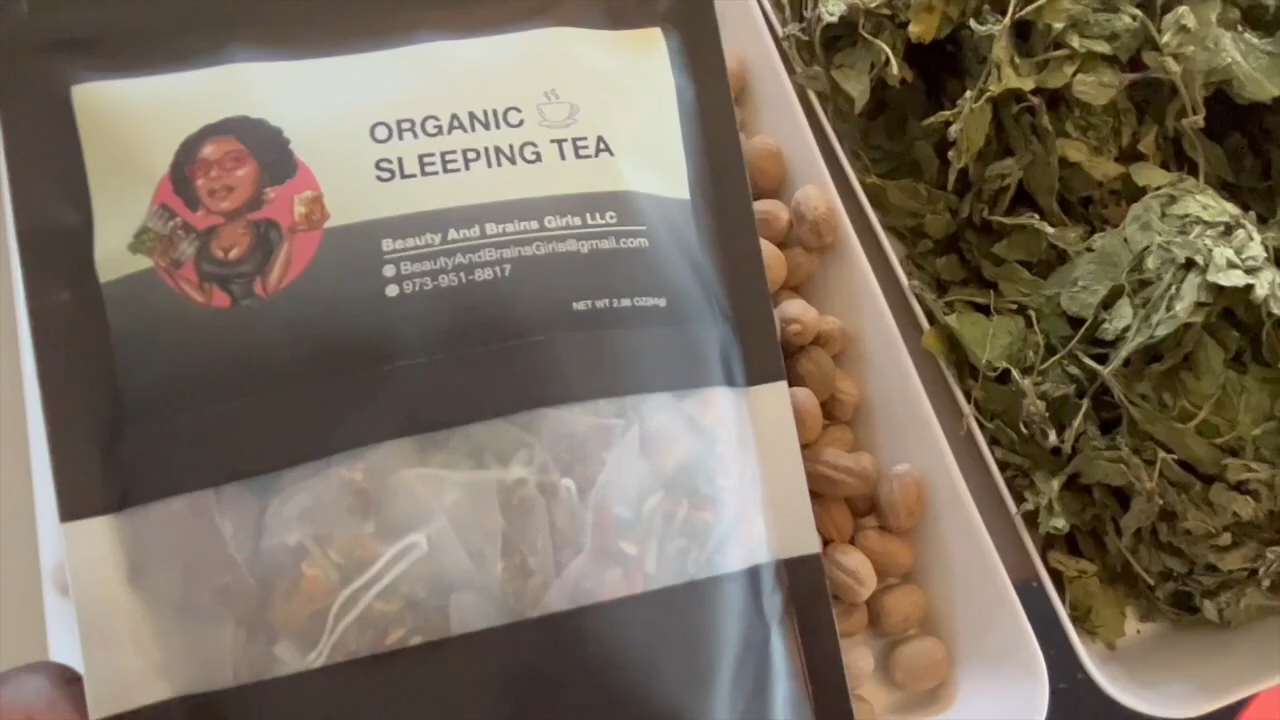 ORGANIC
SLEEPING TEA
Beauty And Brains Girls LLC
BeautyAndBrainsGirls@gmail.com
973-951-8817
NET WT 2.98 OZ(84g)